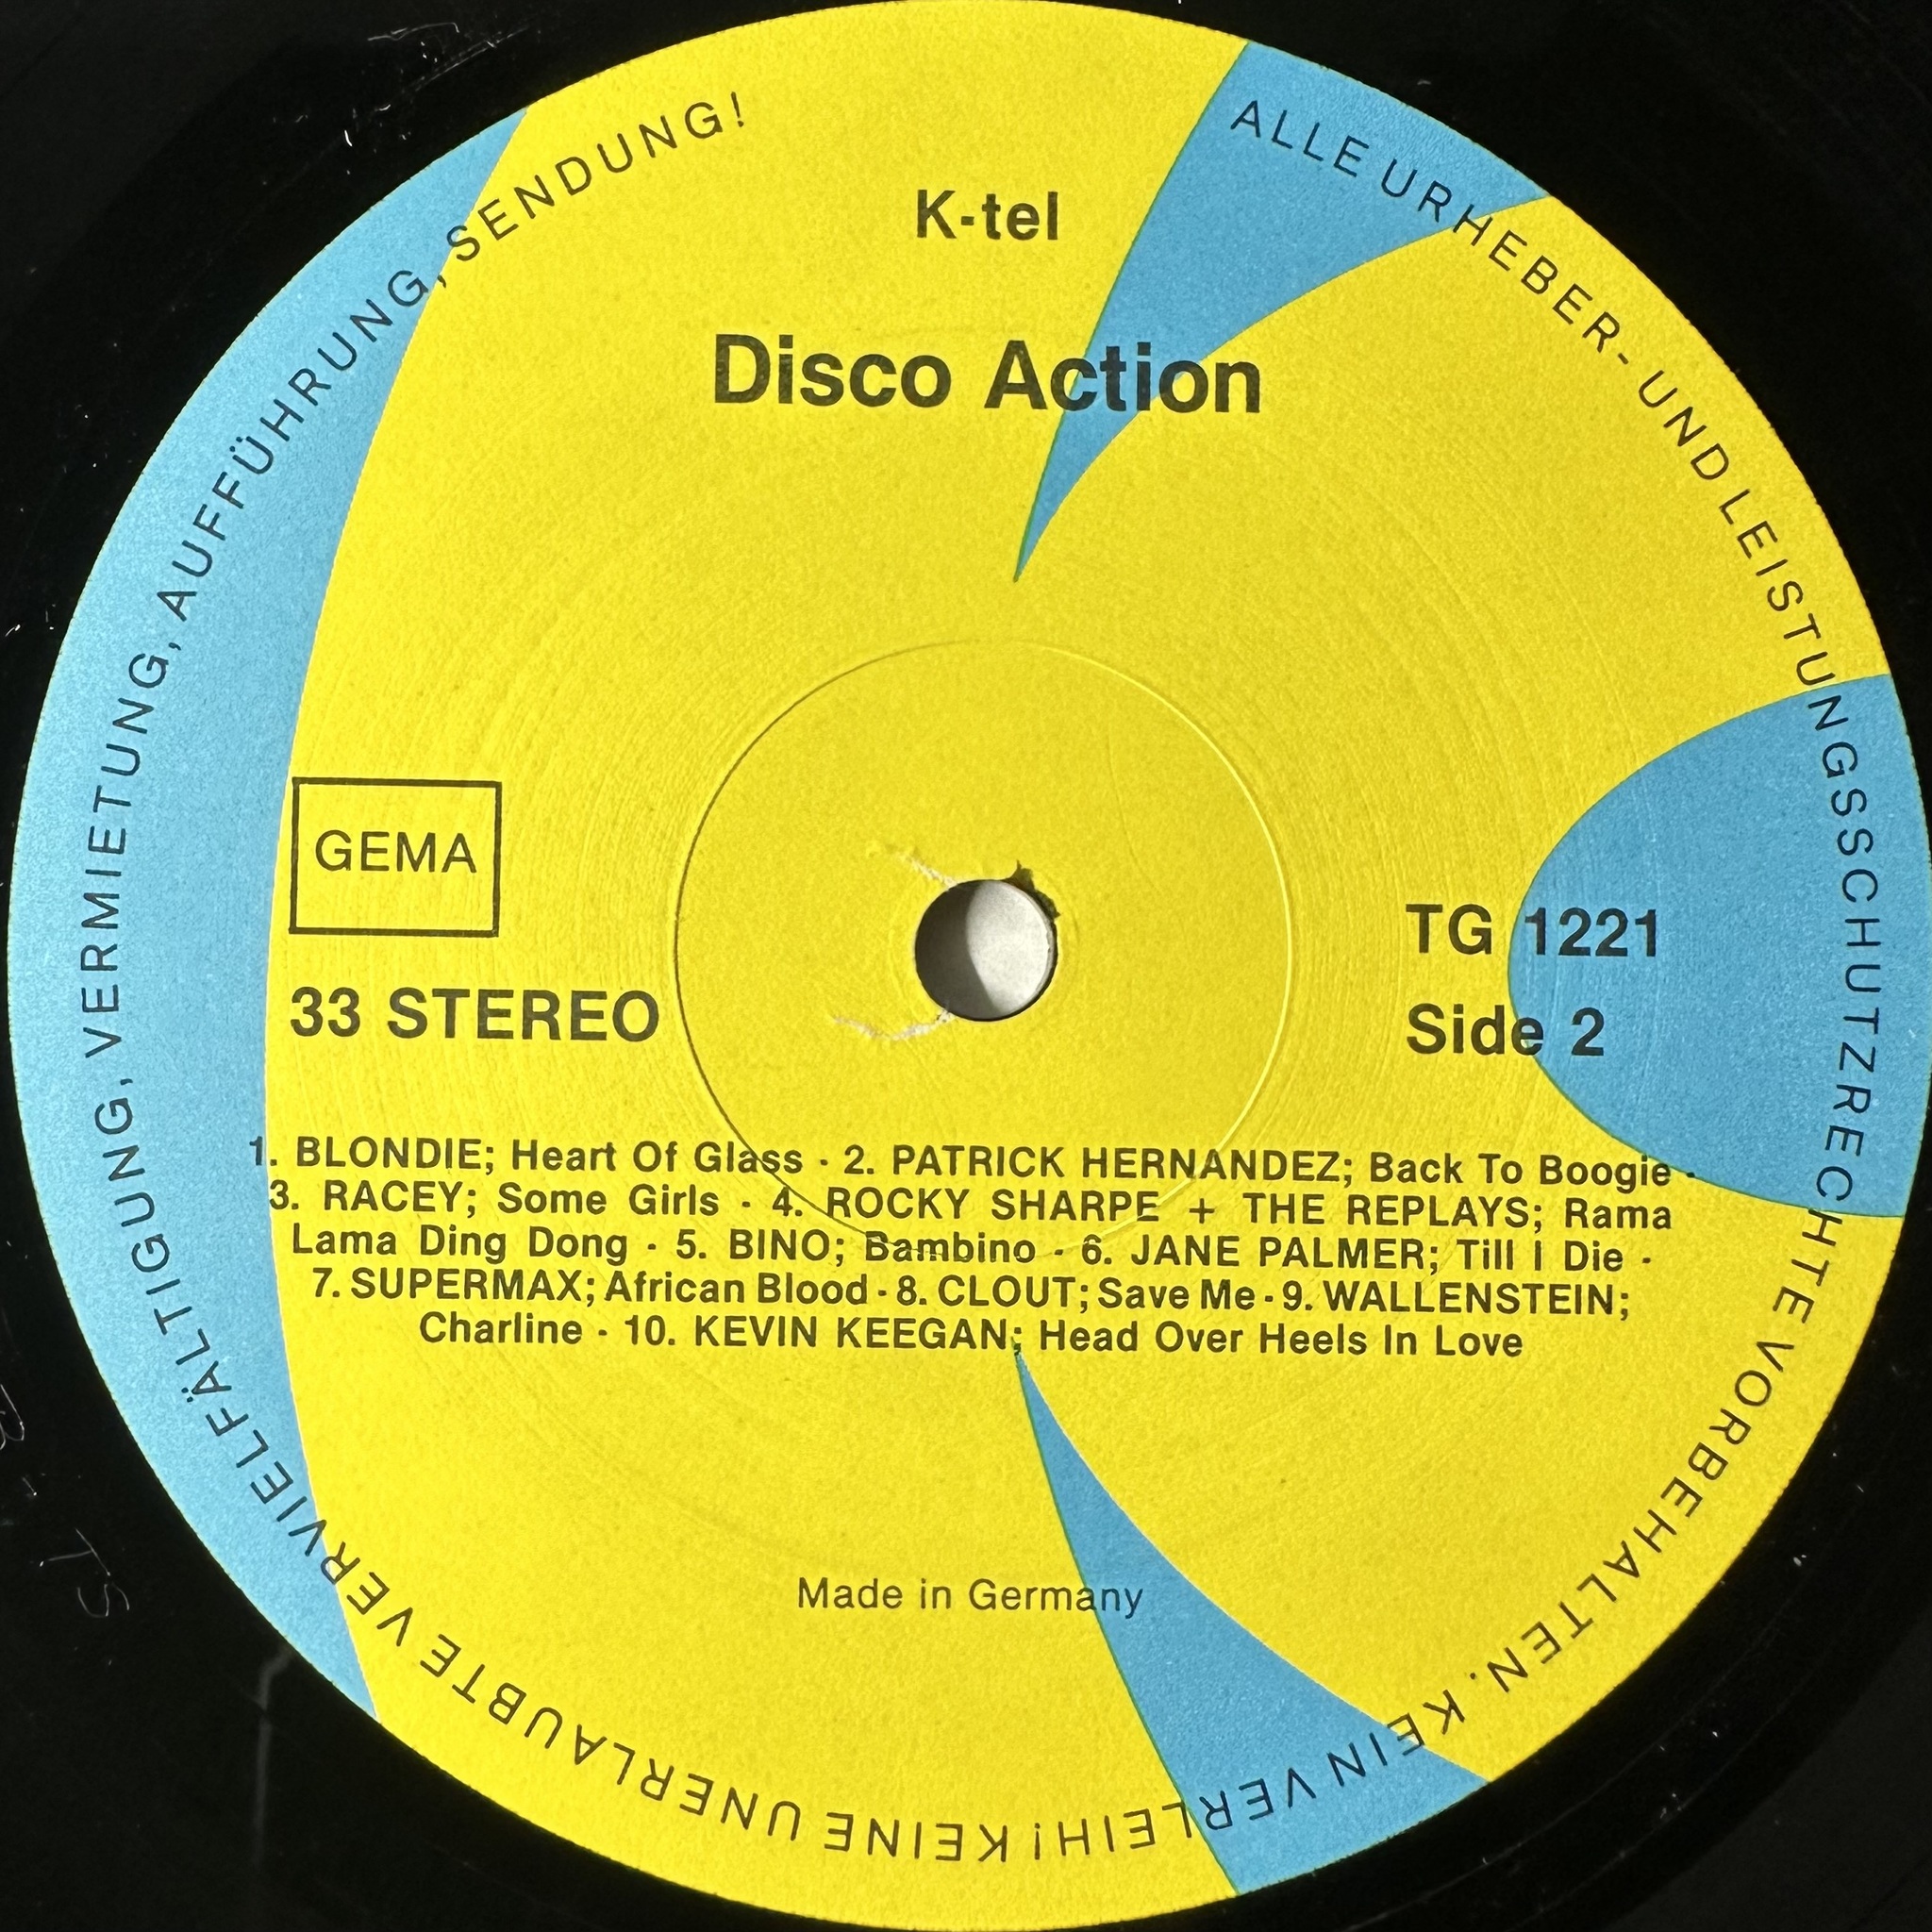 ALLE URHEBER- UND LEISTUNGSSCHUTZRECHTE VORBEHALTEN. KEIN VERLEIH! KEINE UNERLAUBTE VERVIELFÄLTIGUNG, VERMIETUNG, AUFFÜHRUNG, SENDUNG!
K-tel
Disco Action
GEMA
33 STEREO
TG 1221
Side 2
1. BLONDIE; Heart Of Glass · 2. PATRICK HERNANDEZ; Back To Boogie ·
3. RACEY; Some Girls · 4. ROCKY SHARPE + THE REPLAYS; Rama
Lama Ding Dong · 5. BINO; Bambino · 6. JANE PALMER; Till I Die ·
7. SUPERMAX; African Blood · 8. CLOUT; Save Me · 9. WALLENSTEIN;
Charline · 10. KEVIN KEEGAN; Head Over Heels In Love
Made in Germany